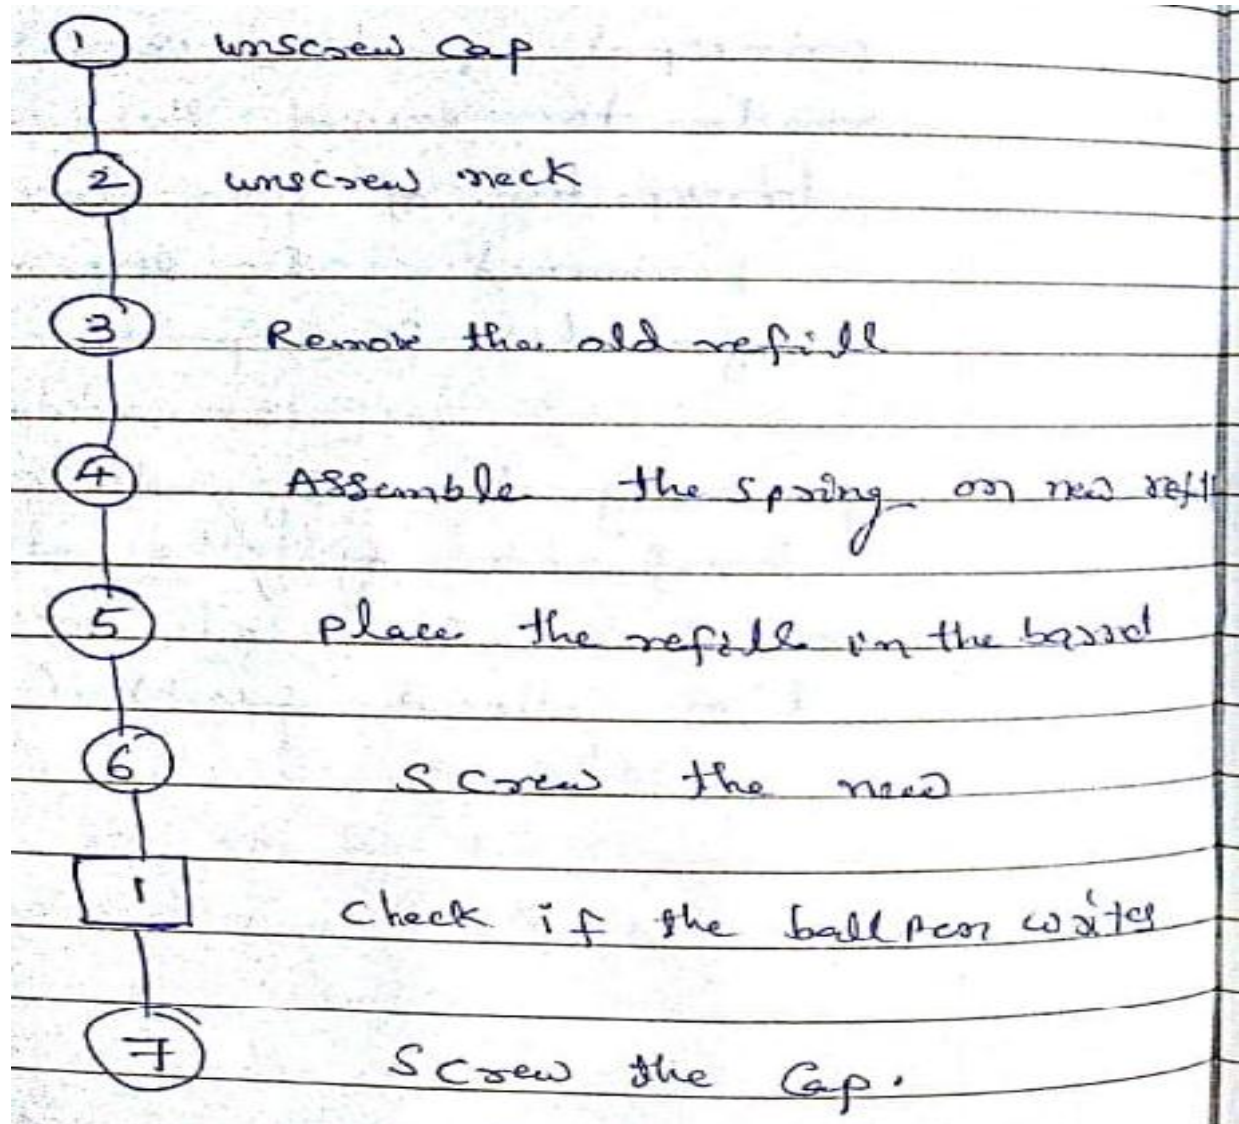 1 unscrew Cap
2 unscrew neck
3 Remove the old refill
4 Assemble the spring on new refil
5 place the refill in the barrel
6 Screw the new
1 Check if the ball pen writes
7 Screw the Cap.